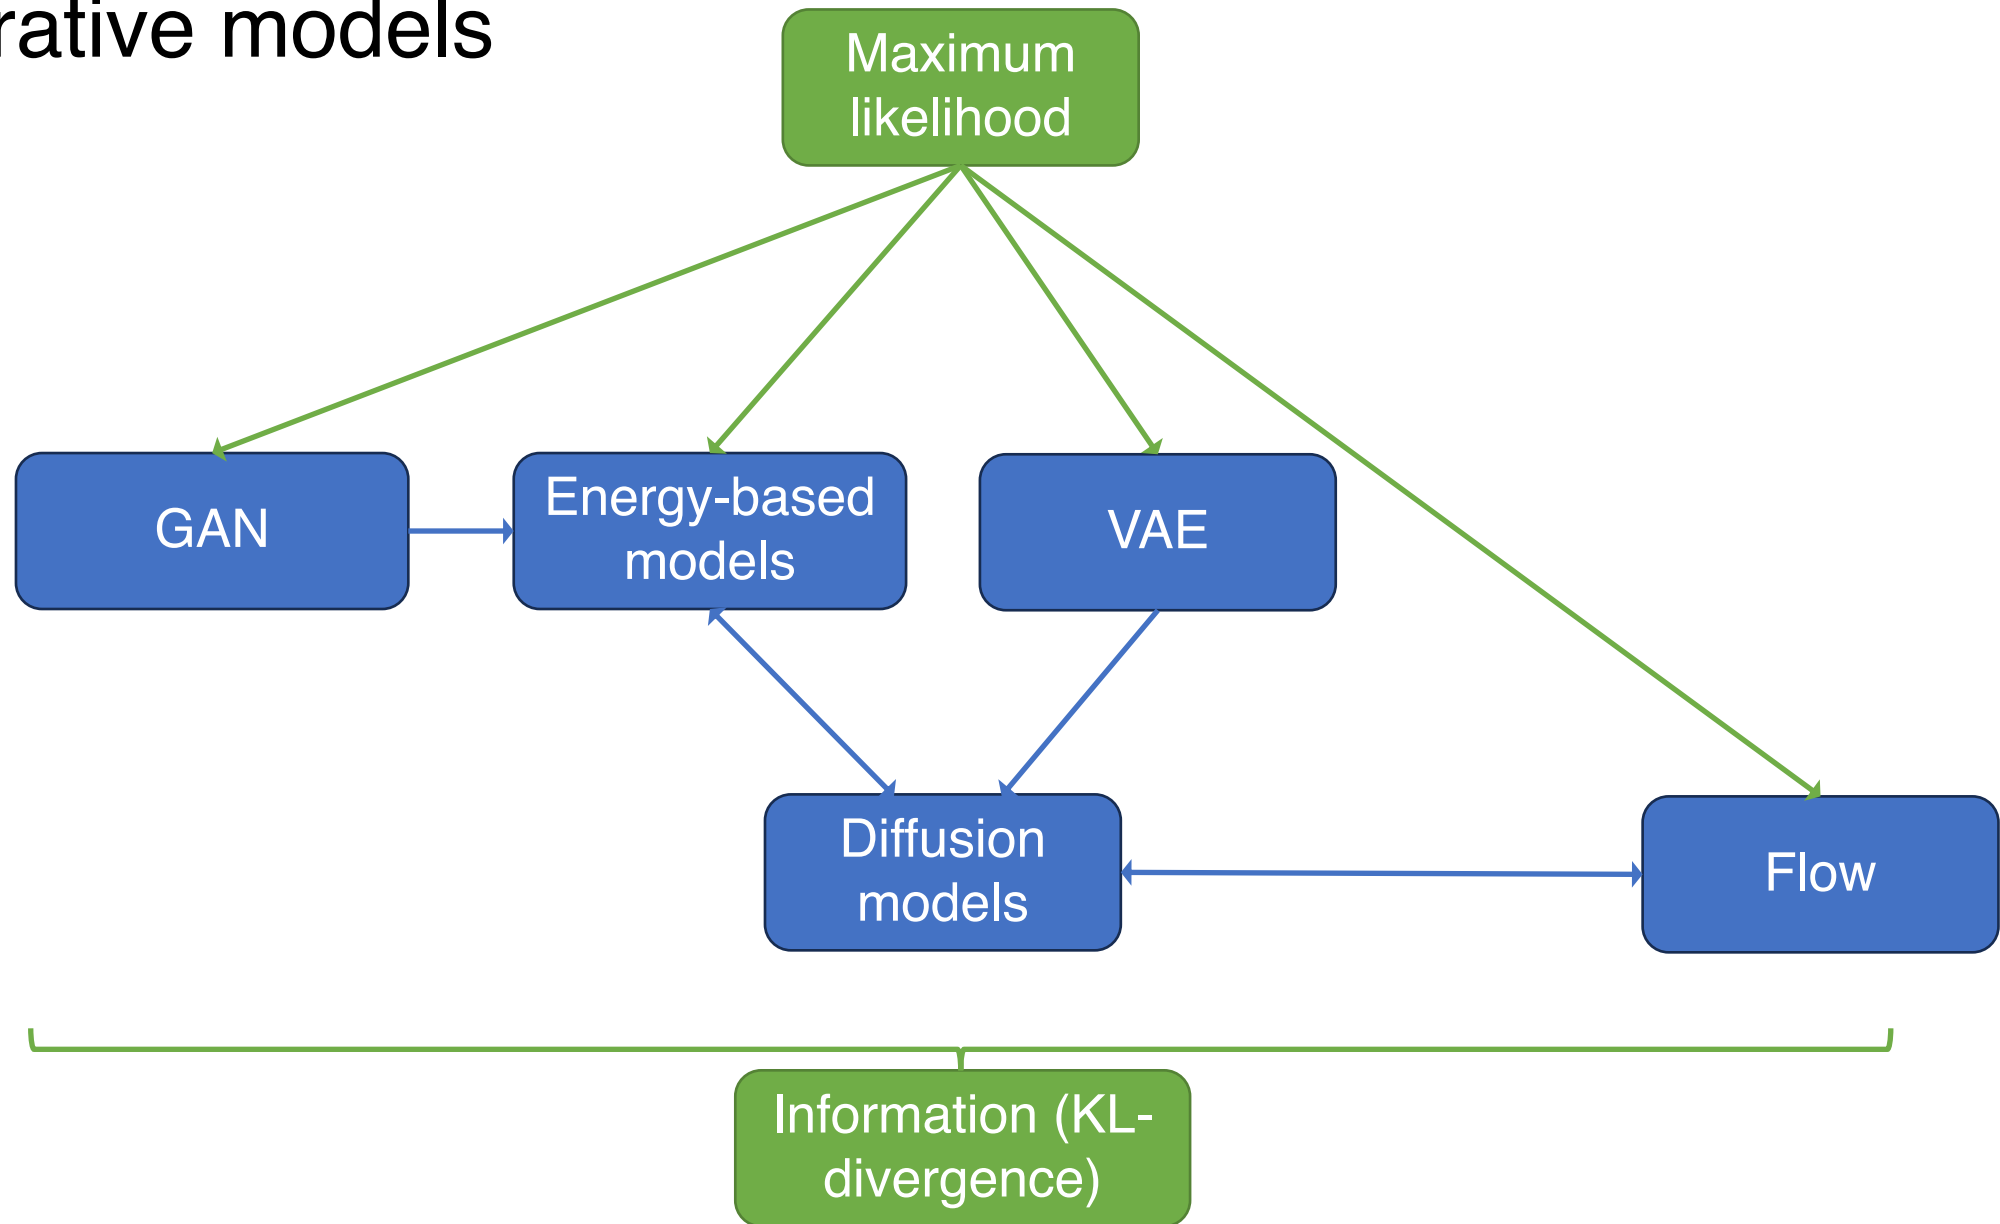 rative models
Maximum
likelihood
GAN
Energy-based
models
VAE
Diffusion
models
Flow
Information (KL-
divergence)